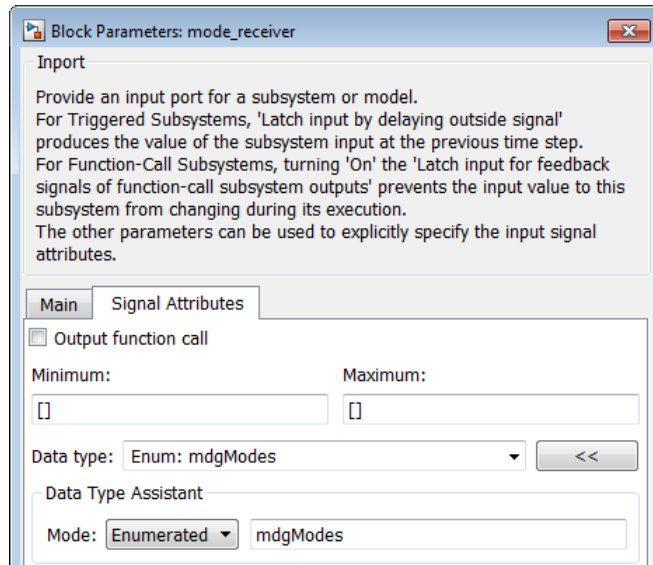 Block Parameters: mode_receiver
Inport
Provide an input port for a subsystem or model.
For Triggered Subsystems, 'Latch input by delaying outside signal'
produces the value of the subsystem input at the previous time step.
For Function-Call Subsystems, turning 'On' the 'Latch input for feedback
signals of function-call subsystem outputs' prevents the input value to this
subsystem from changing during its execution.
The other parameters can be used to explicitly specify the input signal
attributes.
Main Signal Attributes
Output function call
Minimum: Maximum:
[] []
Data type: Enum: mdgModes <<
Data Type Assistant
Mode: Enumerated mdgModes